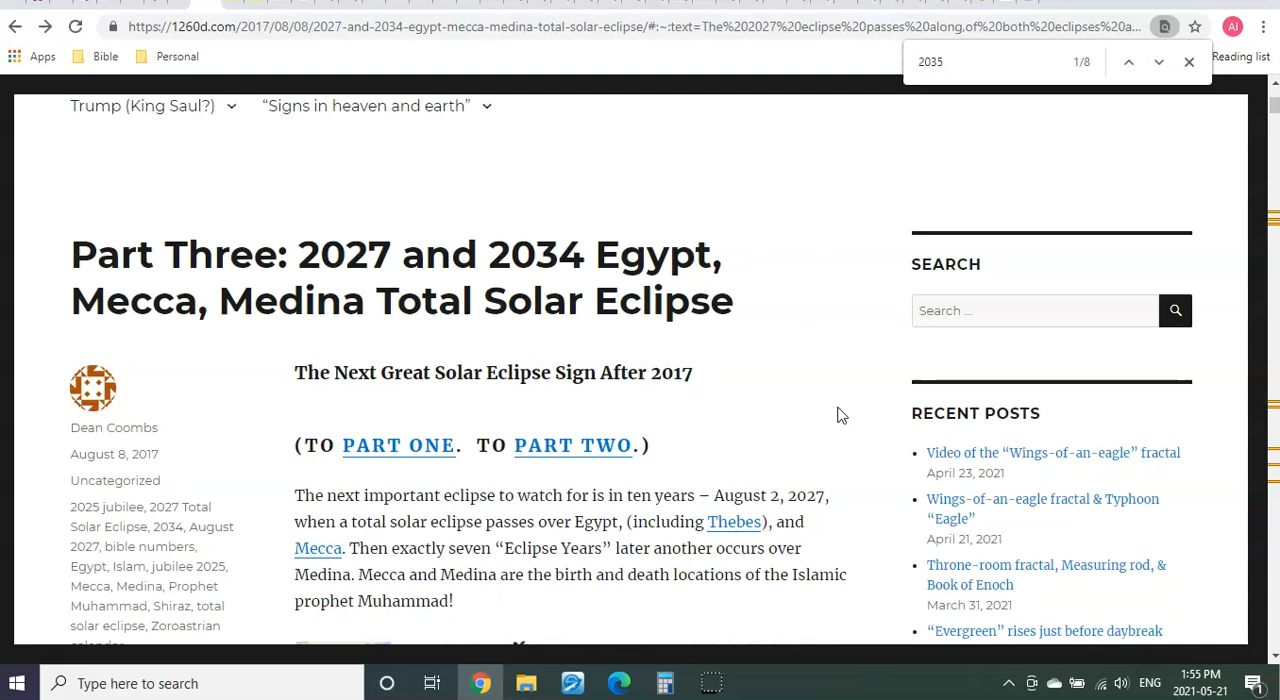 https://1260d.com/2017/08/08/2027-and-2034-egypt-mecca-medina-total-solar-eclipse/#:~text=The%202027%20eclipse%20passes%20along,of%20both%20eclipses%20a...
AI
Apps
Bible
Personal
2035
1/8
Reading list
Trump (King Saul?)
“Signs in heaven and earth”
Part Three: 2027 and 2034 Egypt,
Mecca, Medina Total Solar Eclipse
Dean Coombs
August 8, 2017
Uncategorized
2025 jubilee, 2027 Total
Solar Eclipse, 2034, August
2027, bible numbers,
Egypt, Islam, jubilee 2025,
Mecca, Medina, Prophet
Muhammad, Shiraz, total
solar eclipse, Zoroastrian
The Next Great Solar Eclipse Sign After 2017
(TO PART ONE. TO PART TWO.)
The next important eclipse to watch for is in ten years – August 2, 2027,
when a total solar eclipse passes over Egypt, (including Thebes), and
Mecca. Then exactly seven “Eclipse Years” later another occurs over
Medina. Mecca and Medina are the birth and death locations of the Islamic
prophet Muhammad!
SEARCH
Search ...
RECENT POSTS
Video of the “Wings-of-an-eagle” fractal
April 23, 2021
Wings-of-an-eagle fractal & Typhoon
“Eagle”
April 21, 2021
Throne-room fractal, Measuring rod, &
Book of Enoch
March 31, 2021
“Evergreen” rises just before daybreak
Type here to search
ENG
1:55 PM
2021-05-21
1